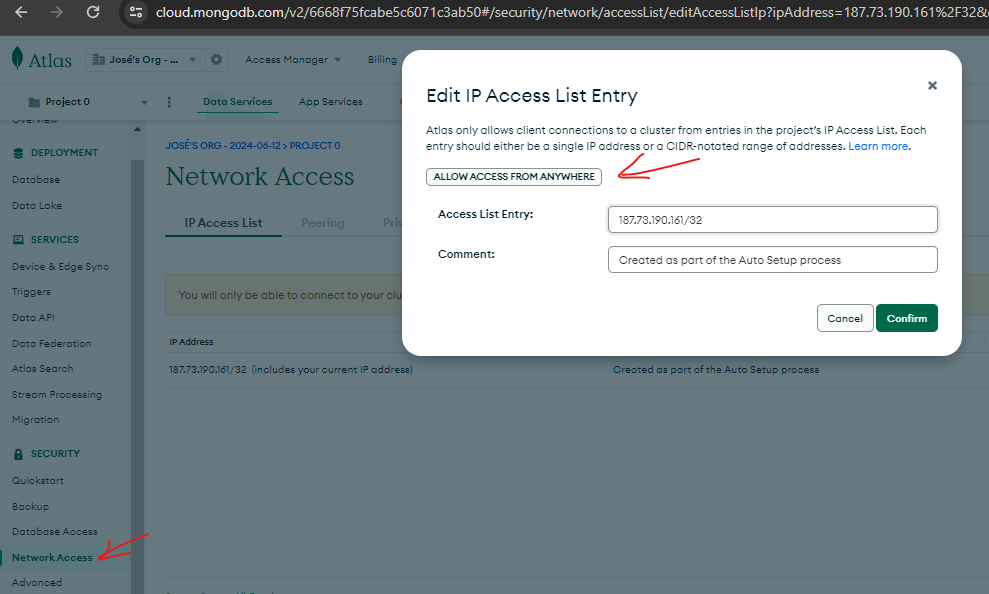 cloud.mongodb.com/v2/6668f75fcabe5c6071c3ab50#/security/network/accessList/editAccessListIp?ipAddress=187.73.190.161%2F32&
Atlas
José's Org - ...
Access Manager
Billing
Project 0
Data Services
App Services
Overview
DEPLOYMENT
Database
Data Lake
SERVICES
Device & Edge Sync
Triggers
Data API
Data Federation
Atlas Search
Stream Processing
Migration
SECURITY
Quickstart
Backup
Database Access
Network Access
Advanced
JOSÉ'S ORG - 2024-06-12 > PROJECT 0
Network Access
IP Access List
Peering
You will only be able to connect to your clu
IP Address
187.73.190.161/32 (includes your current IP address)
Created as part of the Auto Setup process
Edit IP Access List Entry
Atlas only allows client connections to a cluster from entries in the project's IP Access List. Each
entry should either be a single IP address or a CIDR-notated range of addresses. Learn more.
ALLOW ACCESS FROM ANYWHERE
Access List Entry:
187.73.190.161/32
Comment:
Created as part of the Auto Setup process
Cancel
Confirm